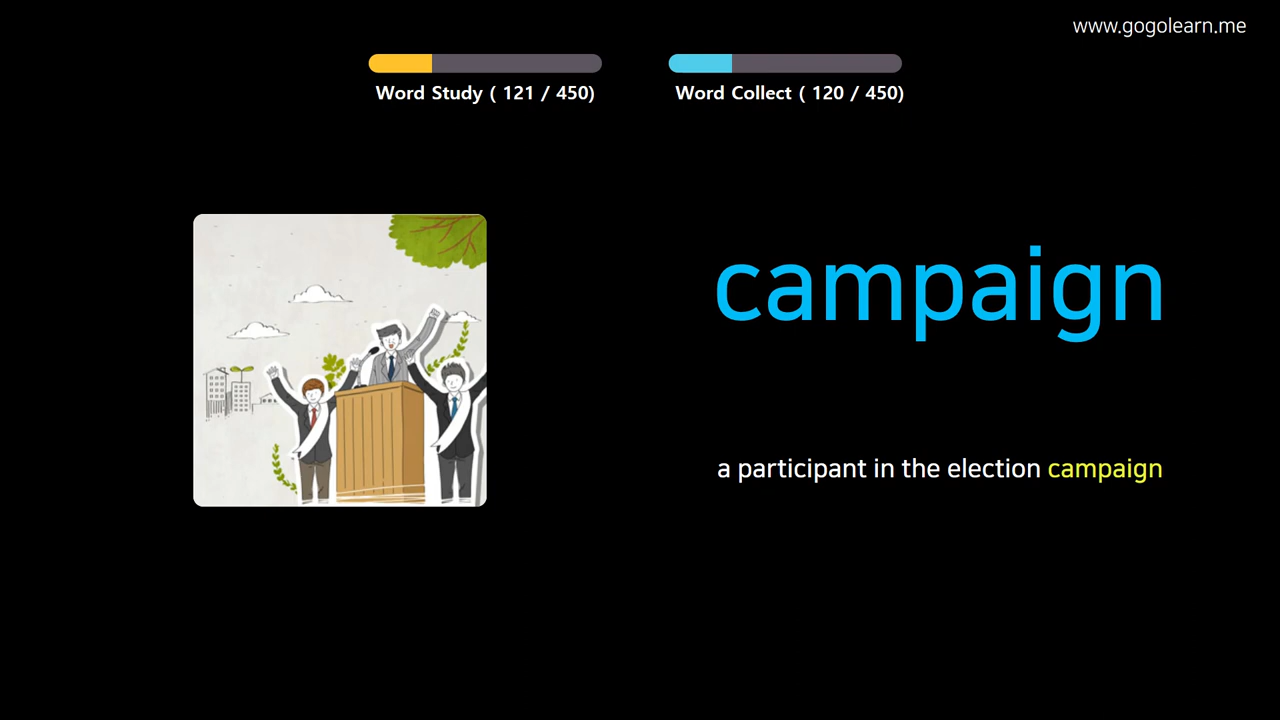 www.gogolearn.me
Word Study ( 121 / 450)
Word Collect ( 120 / 450)
campaign
a participant in the election campaign